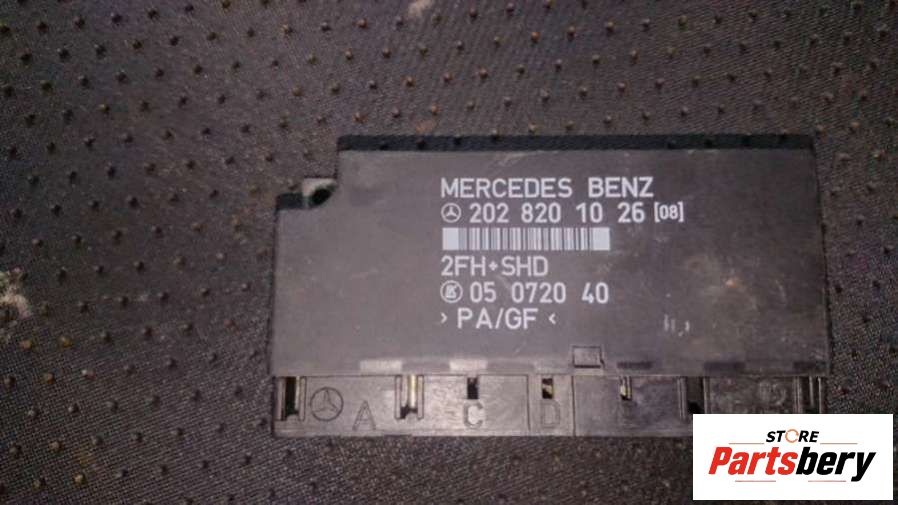 MERCEDES BENZ
202 820 10 26 [08]
2FH+SHD
05 0720 40
> PA/GF <
A C D
STORE
Partsbery